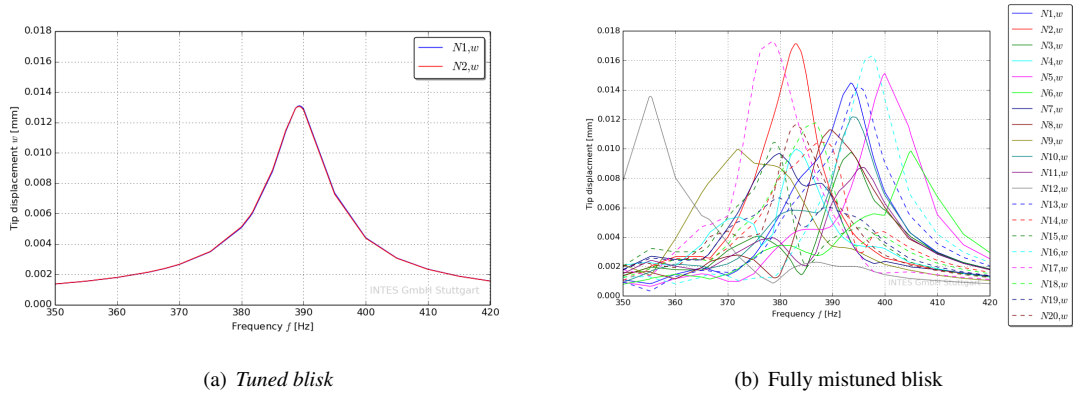 0.018
0.016
0.014
0.012
0.010
0.008
0.006
0.004
0.002
0.000
Tip displacement w [mm]
350 360 370 380 390 400 410 420
Frequency f [Hz]
N1,w
N2,w
INTES GmbH Stuttgart
(a) Tuned blisk
0.018
0.016
0.014
0.012
0.010
0.008
0.006
0.004
0.002
0.000
Tip displacement [mm]
350 360 370 380 390 400 410 420
Frequency f [Hz]
INTES GmbH Stuttgart
N1,w
N2,w
N3,w
N4,w
N5,w
N6,w
N7,w
N8,w
N9,w
N10,w
N11,w
N12,w
N13,w
N14,w
N15,w
N16,w
N17,w
N18,w
N19,w
N20,w
(b) Fully mistuned blisk